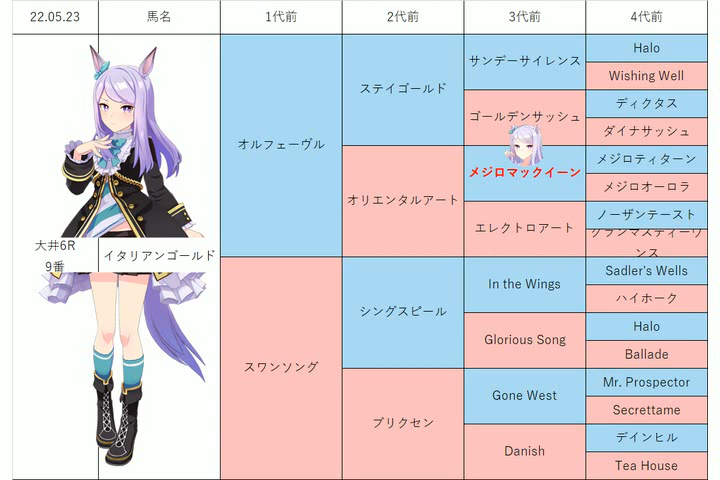 22.05.23 馬名 1代前 2代前 3代前 4代前
大井6R
9番
イタリアンゴールド
オルフェーヴル
スワンソング
ステイゴールド
オリエンタルアート
シングスピール
ブリクセン
サンデーサイレンス
ゴールデンサッシュ
メジロマックイーン
エレクトロアート
In the Wings
Glorious Song
Gone West
Danish
Halo
Wishing Well
ディクタス
ダイナサッシュ
メジロティターン
メジロオーロラ
ノーザンテースト
グランマスティーヴ
ンス
Sadler's Wells
ハイホーク
Halo
Ballade
Mr. Prospector
Secrettame
デインヒル
Tea House